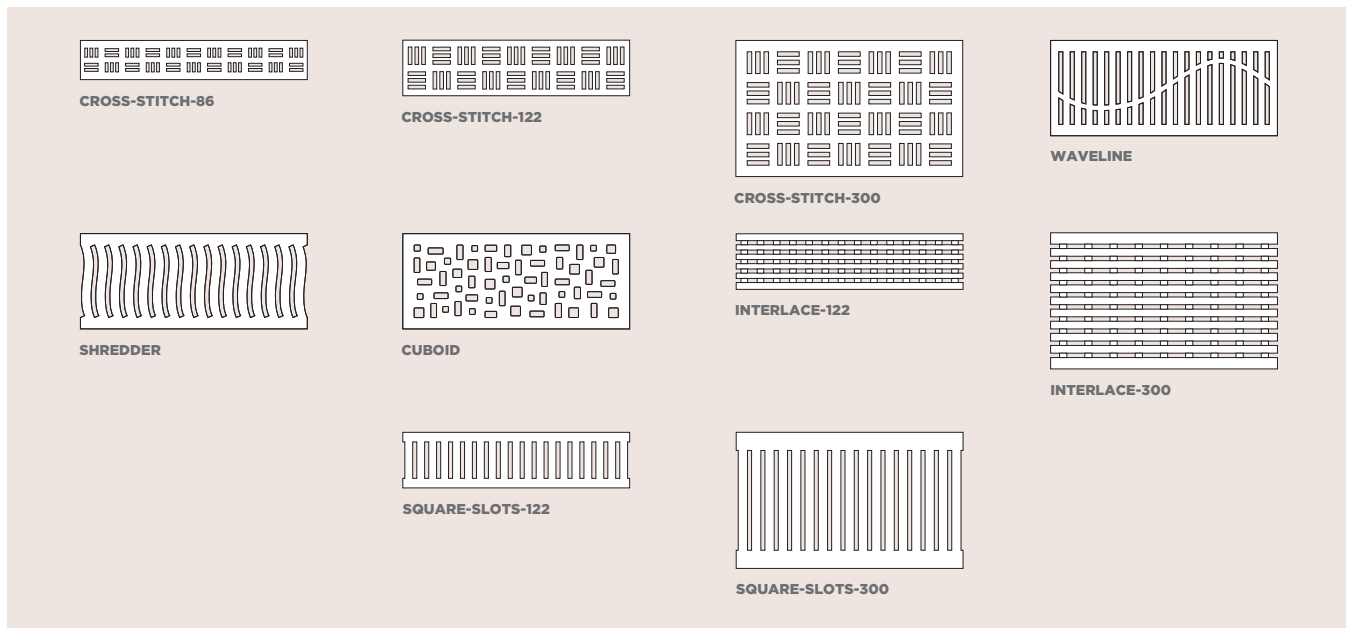 CROSS-STITCH-86
CROSS-STITCH-122
CROSS-STITCH-300
WAVELINE
SHREDDER
CUBOID
INTERLACE-122
INTERLACE-300
SQUARE-SLOTS-122
SQUARE-SLOTS-300